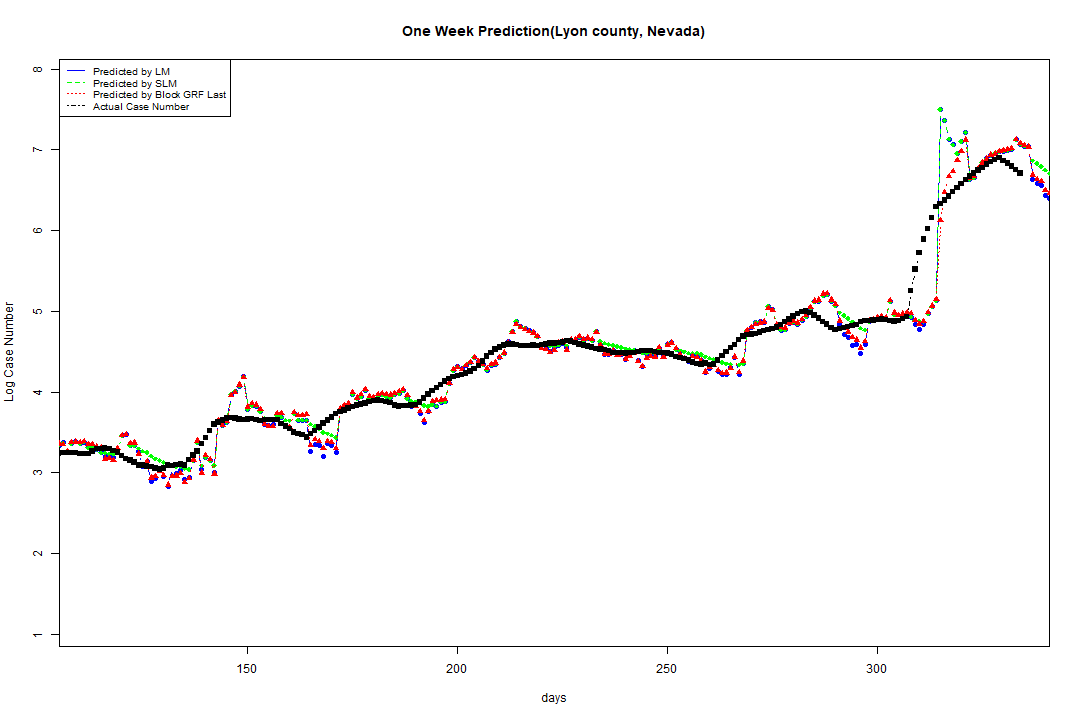 One Week Prediction(Lyon county, Nevada)
Predicted by LM
Predicted by SLM
Predicted by Block GRF Last
Actual Case Number
8
7
6
5
4
3
2
1
Log Case Number
150 200 250 300
days